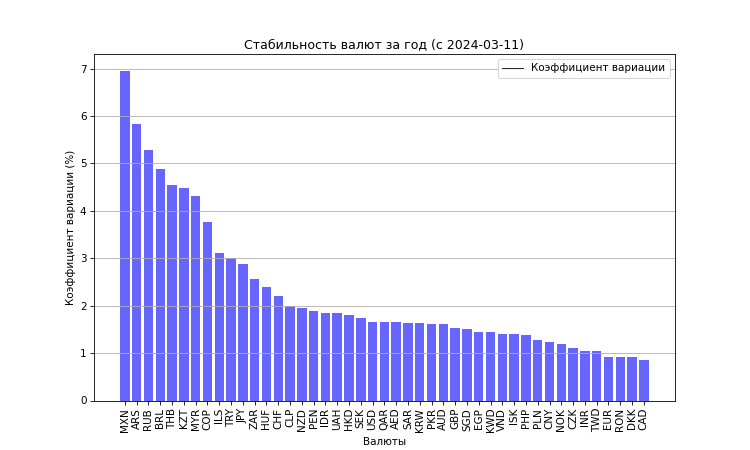 Стабильность валют за год (с 2024-03-11)
Коэффициент вариации
Коэффициент вариации (%)
7
6
5
4
3
2
1
0
MXN ARS RUB BRL THB KZT MYR COP ILS TRY JPY ZAR HUF CHF CLP NZD PEN IDR UAH HKD SEK USD QAR AED SAR KRW PKR AUD GBP SGD EGP KWD VND ISK PHP PLN CNY NOK CZK INR TWD EUR RON DKK CAD
Валюты